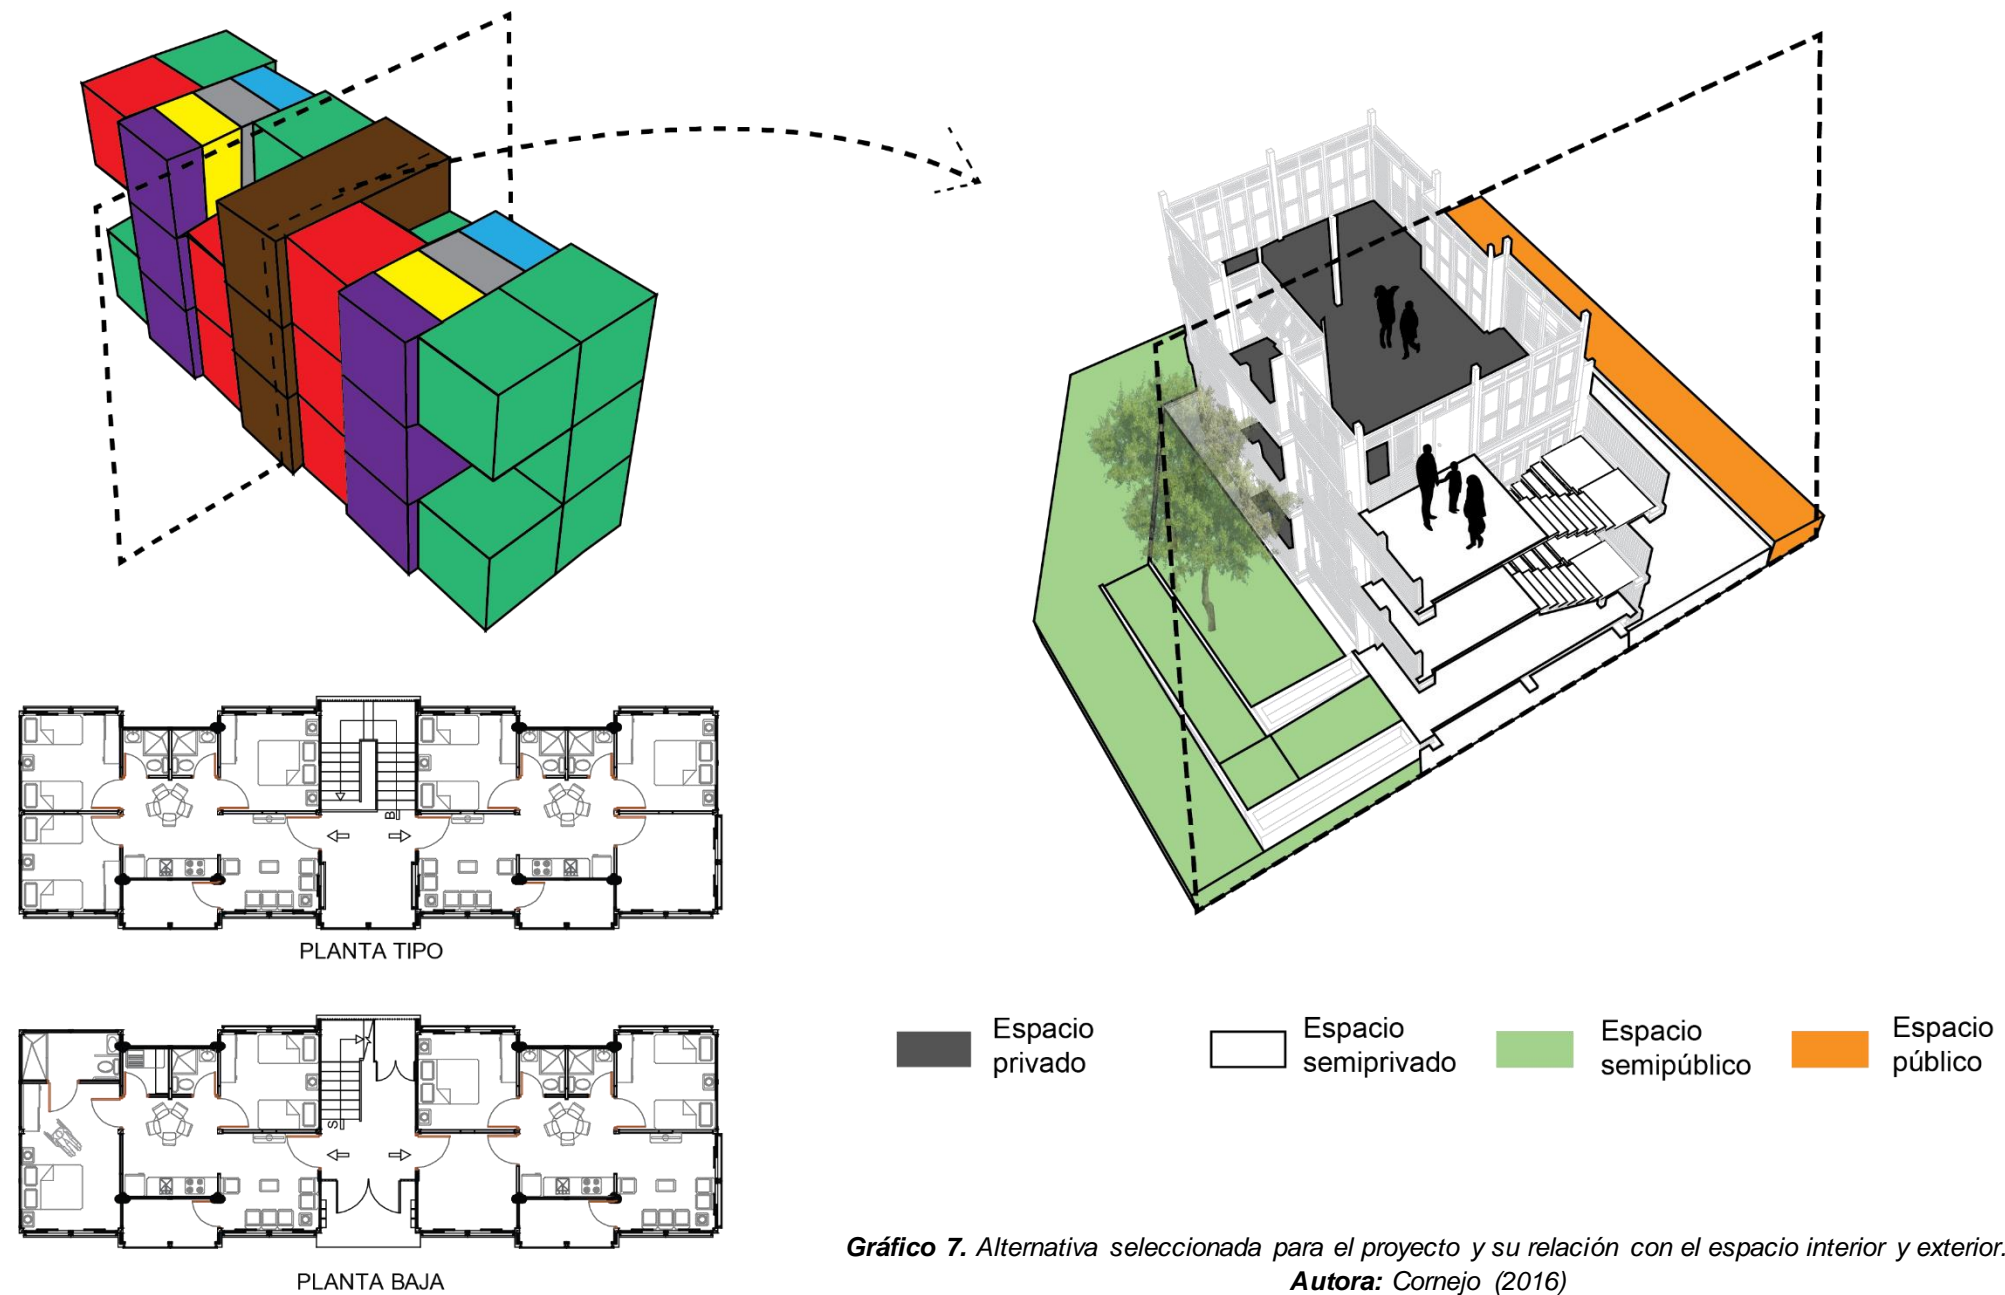 B
PLANTA TIPO
S
PLANTA BAJA
Espacio
privado
Espacio
semiprivado
Espacio
semipúblico
Espacio
público
Gráfico 7. Alternativa seleccionada para el proyecto y su relación con el espacio interior y exterior.
Autora: Cornejo (2016)